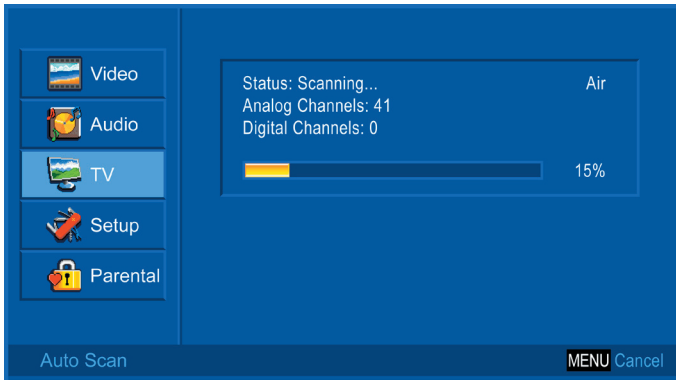 Video
Audio
TV
Setup
Parental
Status: Scanning... Air
Analog Channels: 41
Digital Channels: 0
15%
Auto Scan
MENU Cancel